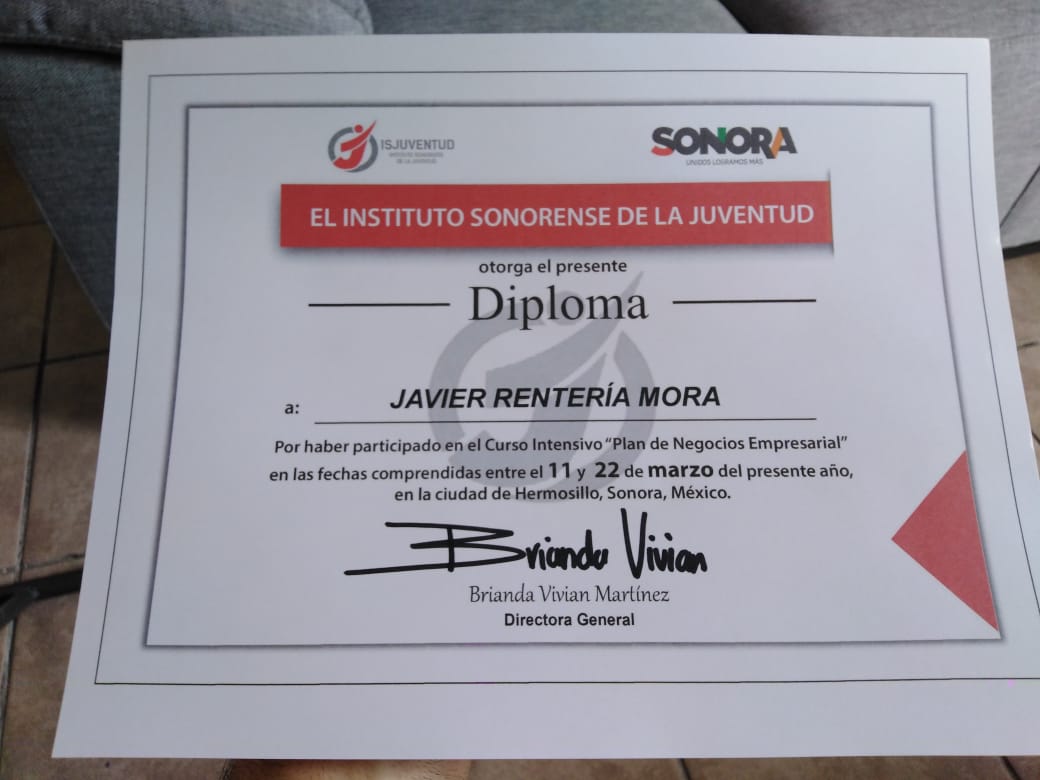 ISJUVENTUD
INSTITUTO SONORENSE
DE LA JUVENTUD
SONORA
UNIDOS LOGRAMOS MÁS
EL INSTITUTO SONORENSE DE LA JUVENTUD
otorga el presente
Diploma
a: JAVIER RENTERÍA MORA
Por haber participado en el Curso Intensivo "Plan de Negocios Empresarial"
en las fechas comprendidas entre el 11 y 22 de marzo del presente año,
en la ciudad de Hermosillo, Sonora, México.
Brianda Vivian
Brianda Vivian Martínez
Directora General